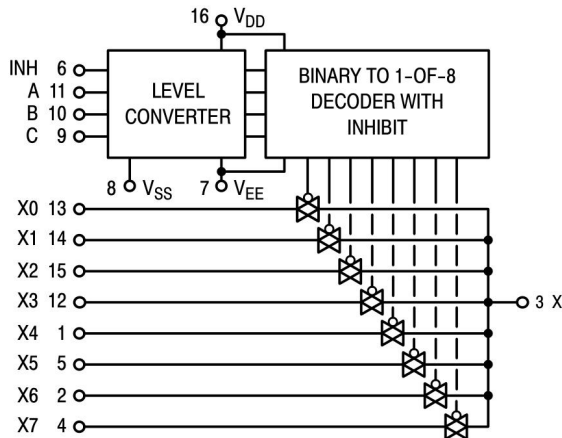 16 VDD
INH 6
A 11
B 10
C 9
LEVEL
CONVERTER
BINARY TO 1-OF-8
DECODER WITH
INHIBIT
8 VSS
7 VEE
X0 13
X1 14
X2 15
X3 12
3 X
X4 1
X5 5
X6 2
X7 4